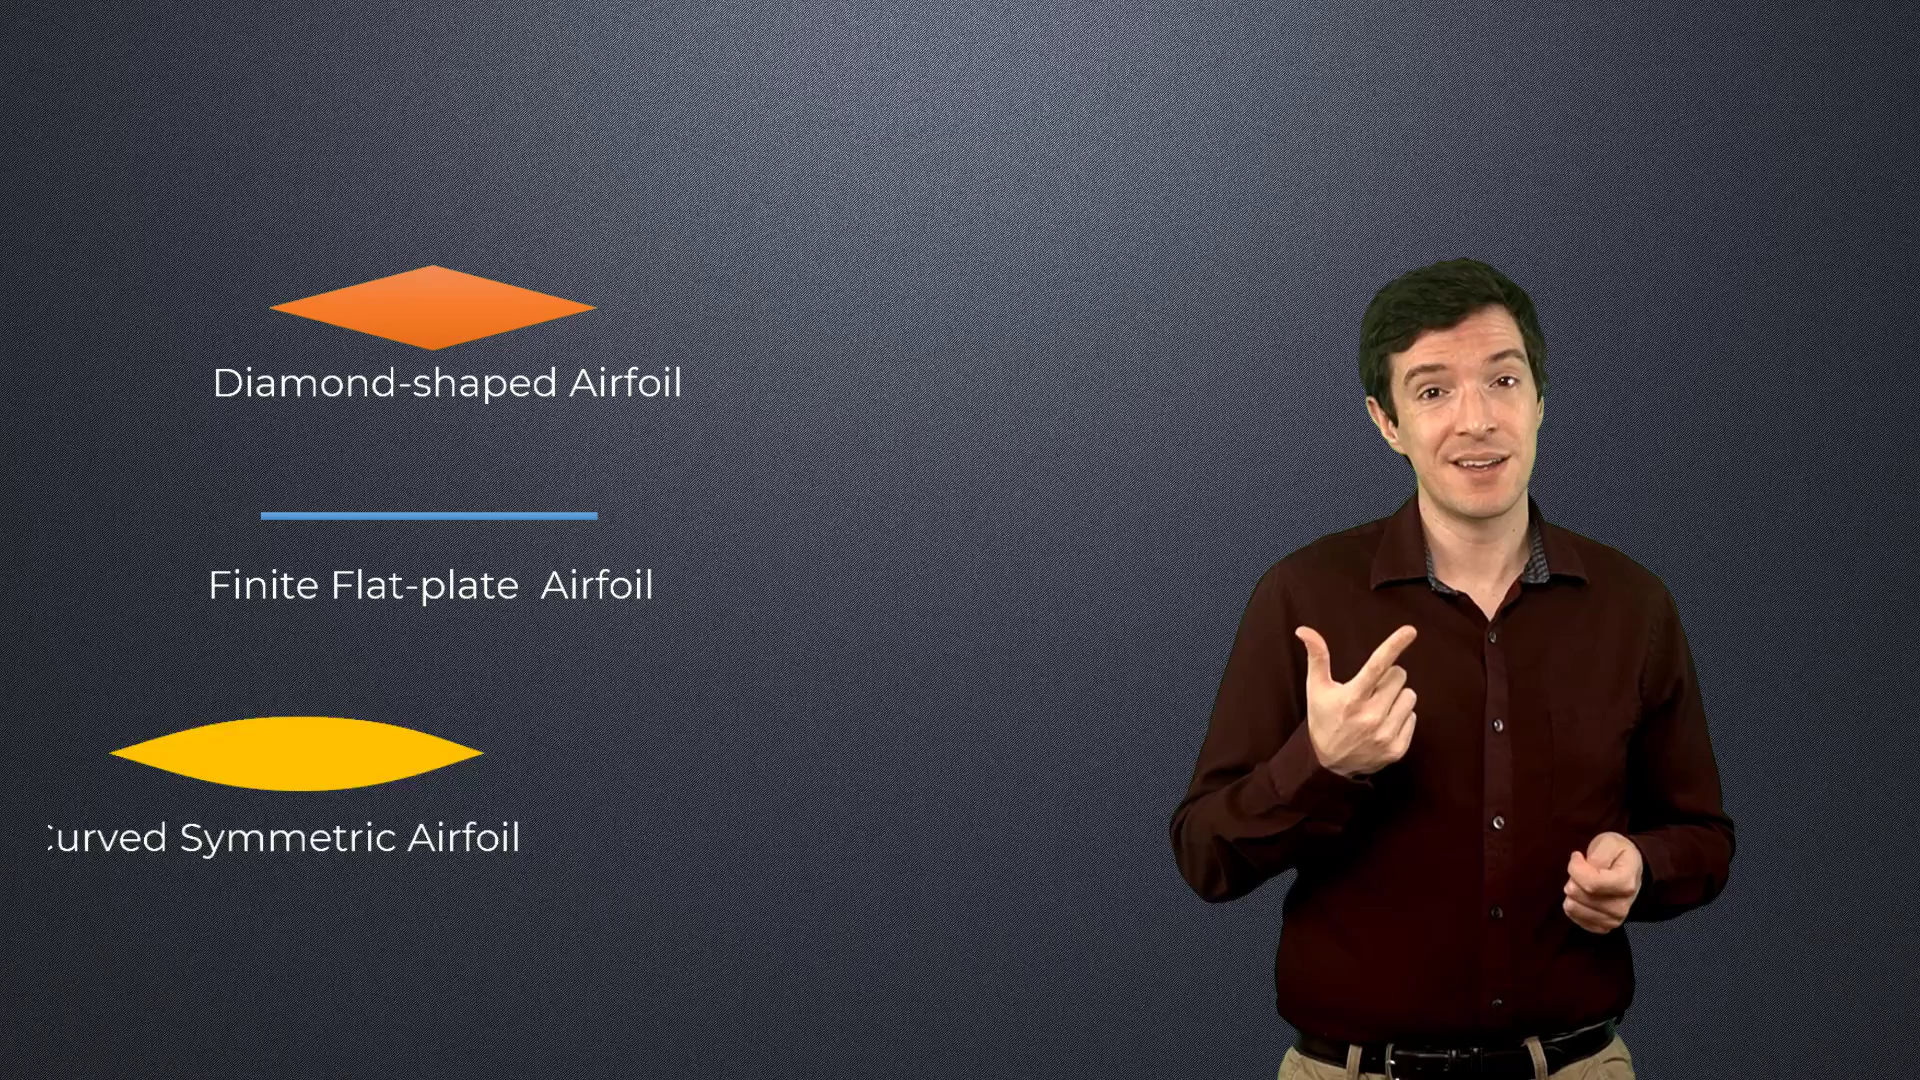 Diamond-shaped Airfoil
Finite Flat-plate  Airfoil
urved Symmetric Airfoil